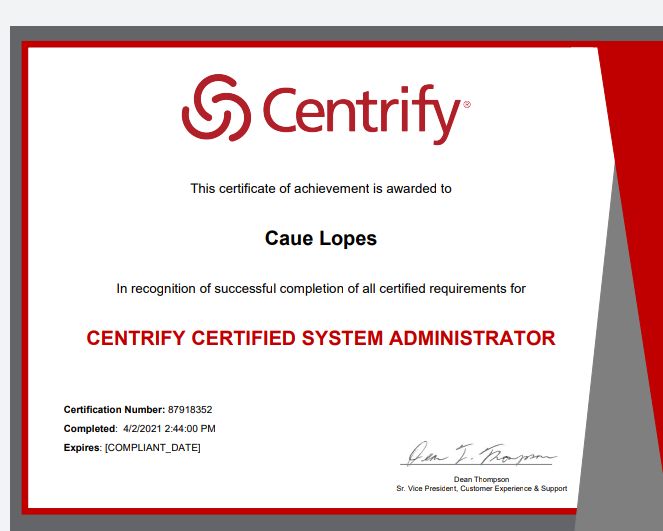 Centrify®
This certificate of achievement is awarded to
Caue Lopes
In recognition of successful completion of all certified requirements for
CENTRIFY CERTIFIED SYSTEM ADMINISTRATOR
Certification Number: 87918352
Completed: 4/2/2021 2:44:00 PM
Expires: [COMPLIANT_DATE]
Dean T. Thompson
Dean Thompson
Sr. Vice President, Customer Experience & Support